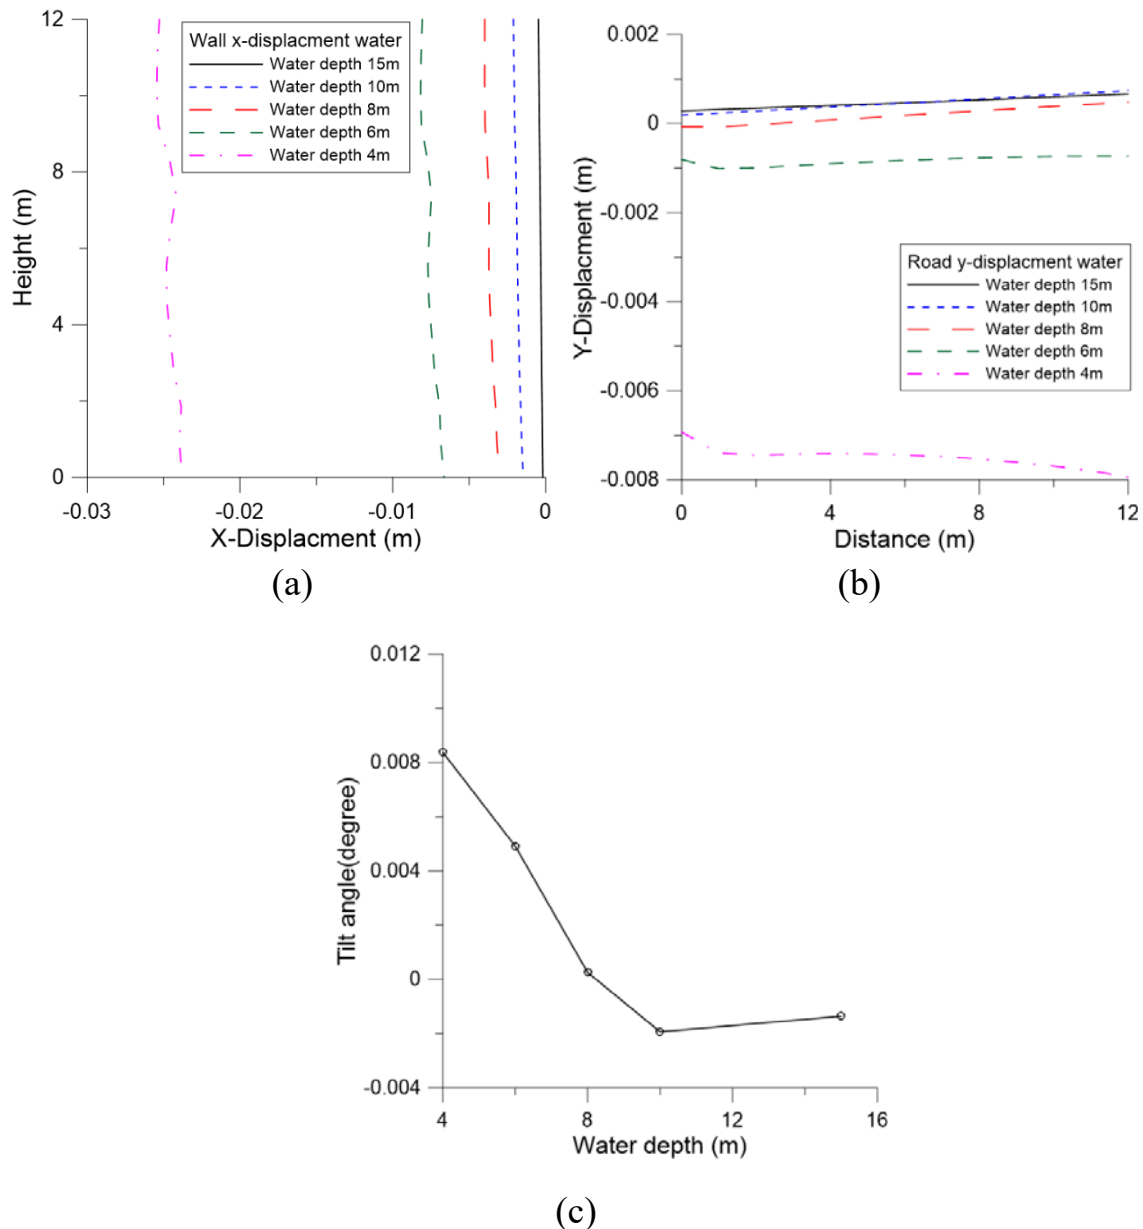 12
8
4
0
Height (m)
Wall x-displacment water
Water depth 15m
Water depth 10m
Water depth 8m
Water depth 6m
Water depth 4m
-0.03 -0.02 -0.01 0
X-Displacment (m)
(a)
0.002
0
-0.002
-0.004
-0.006
-0.008
Y-Displacment (m)
Road y-displacment water
Water depth 15m
Water depth 10m
Water depth 8m
Water depth 6m
Water depth 4m
0 4 8 12
Distance (m)
(b)
0.012
0.008
0.004
0
-0.004
Tilt angle(degree)
4 8 12 16
Water depth (m)
(c)